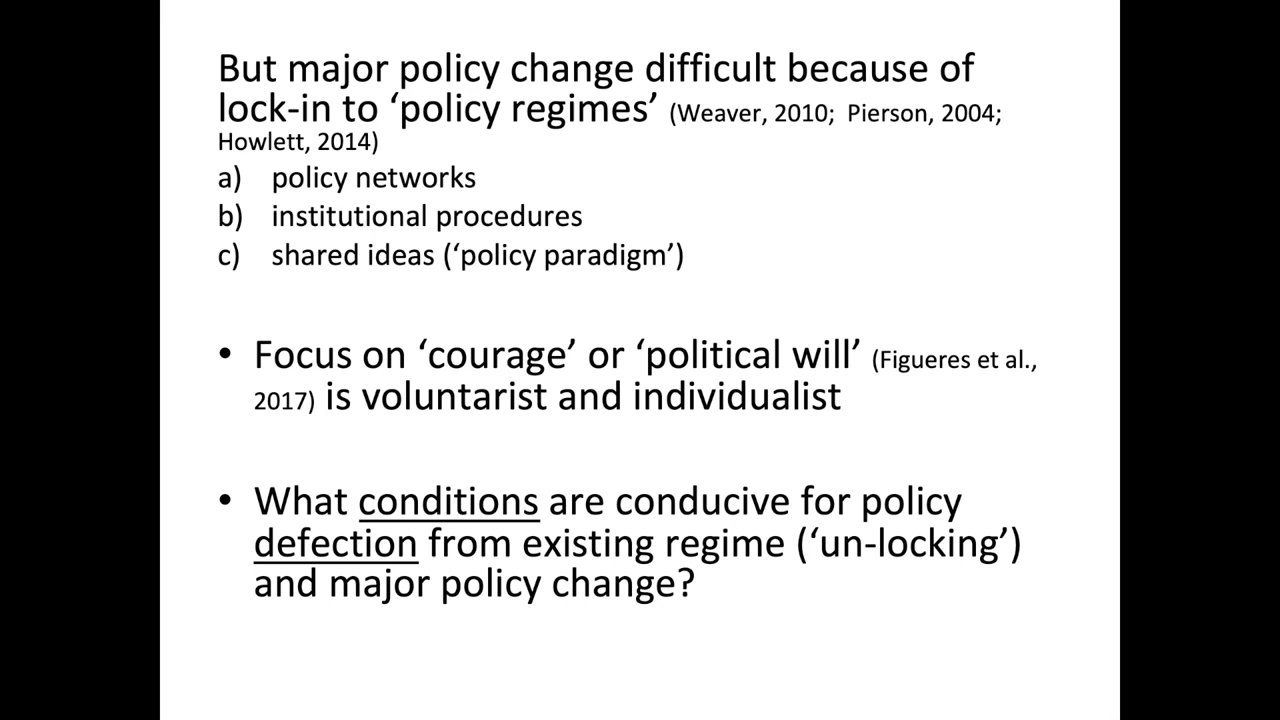 But major policy change difficult because of
lock-in to ‘policy regimes’ (Weaver, 2010;  Pierson, 2004;
Howlett, 2014)
a) policy networks
b) institutional procedures
c) shared ideas (‘policy paradigm’)
• Focus on ‘courage’ or ‘political will’ (Figueres et al.,
2017) is voluntarist and individualist
• What conditions are conducive for policy
defection from existing regime (‘un-locking’)
and major policy change?